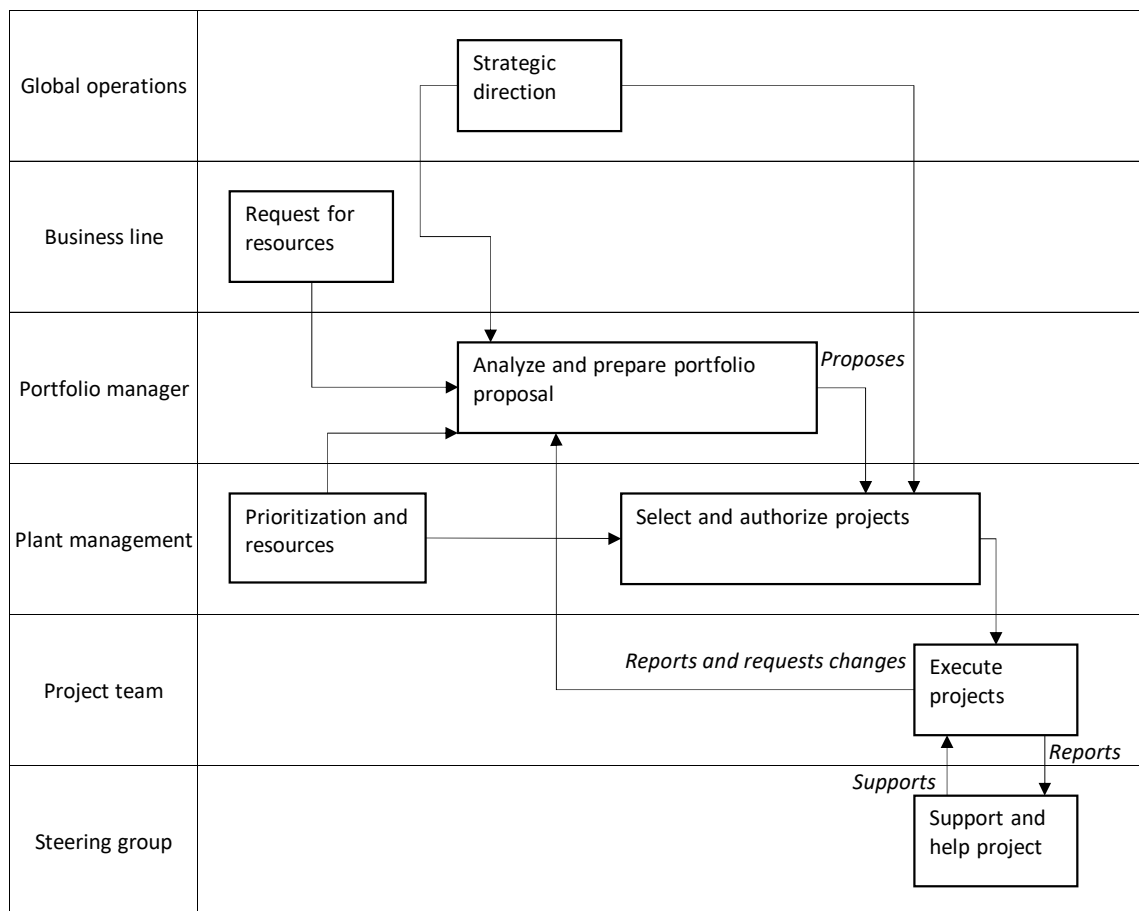 Global operations
Strategic
direction
Business line
Request for
resources
Portfolio manager
Analyze and prepare portfolio
proposal
Proposes
Plant management
Prioritization and
resources
Select and authorize projects
Project team
Reports and requests changes
Execute
projects
Reports
Supports
Steering group
Support and
help project